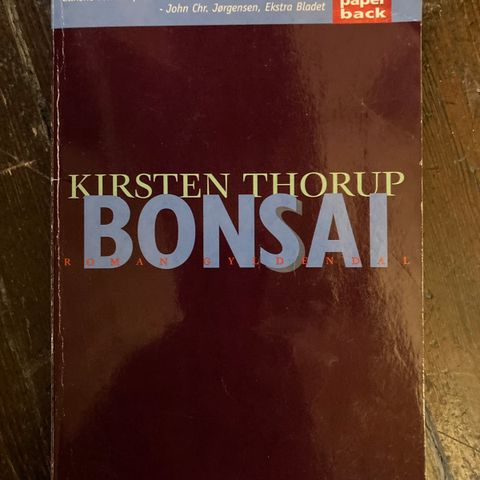 - John Chr. Jørgensen, Ekstra Bladet
paper
back
KIRSTEN THORUP
BONSAI
ROMAN GYLDENDAL